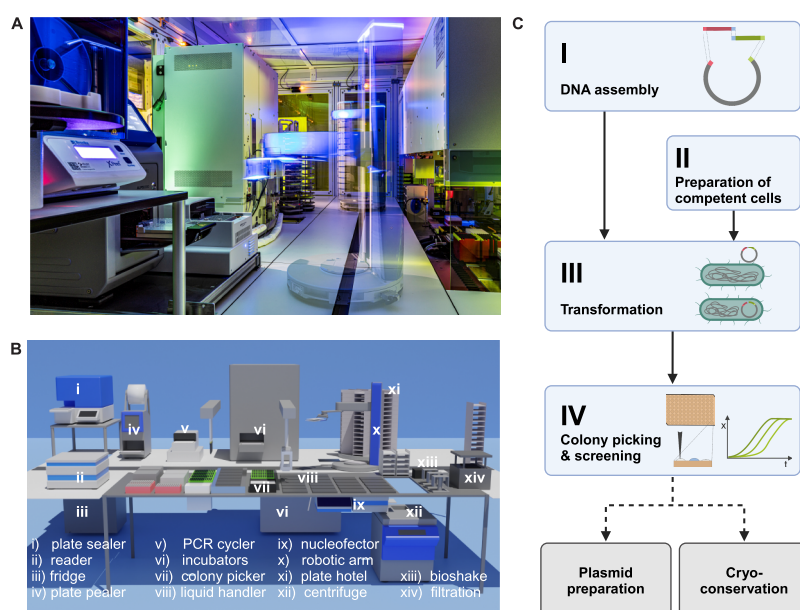 A
B
i
ii
iii
iv
v
vi
vii
viii
vi
ix
x
xi
xii
xiii
xiv
i) plate sealer
ii) reader
iii) fridge
iv) plate pealer
v) PCR cycler
vi) incubators
vii) colony picker
viii) liquid handler
ix) nucleofector
x) robotic arm
xi) plate hotel
xii) centrifuge
xiii) bioshake
xiv) filtration
C
I
DNA assembly
II
Preparation of
competent cells
III
Transformation
IV
Colony picking
& screening
x
t
Plasmid
preparation
Cryo-
conservation